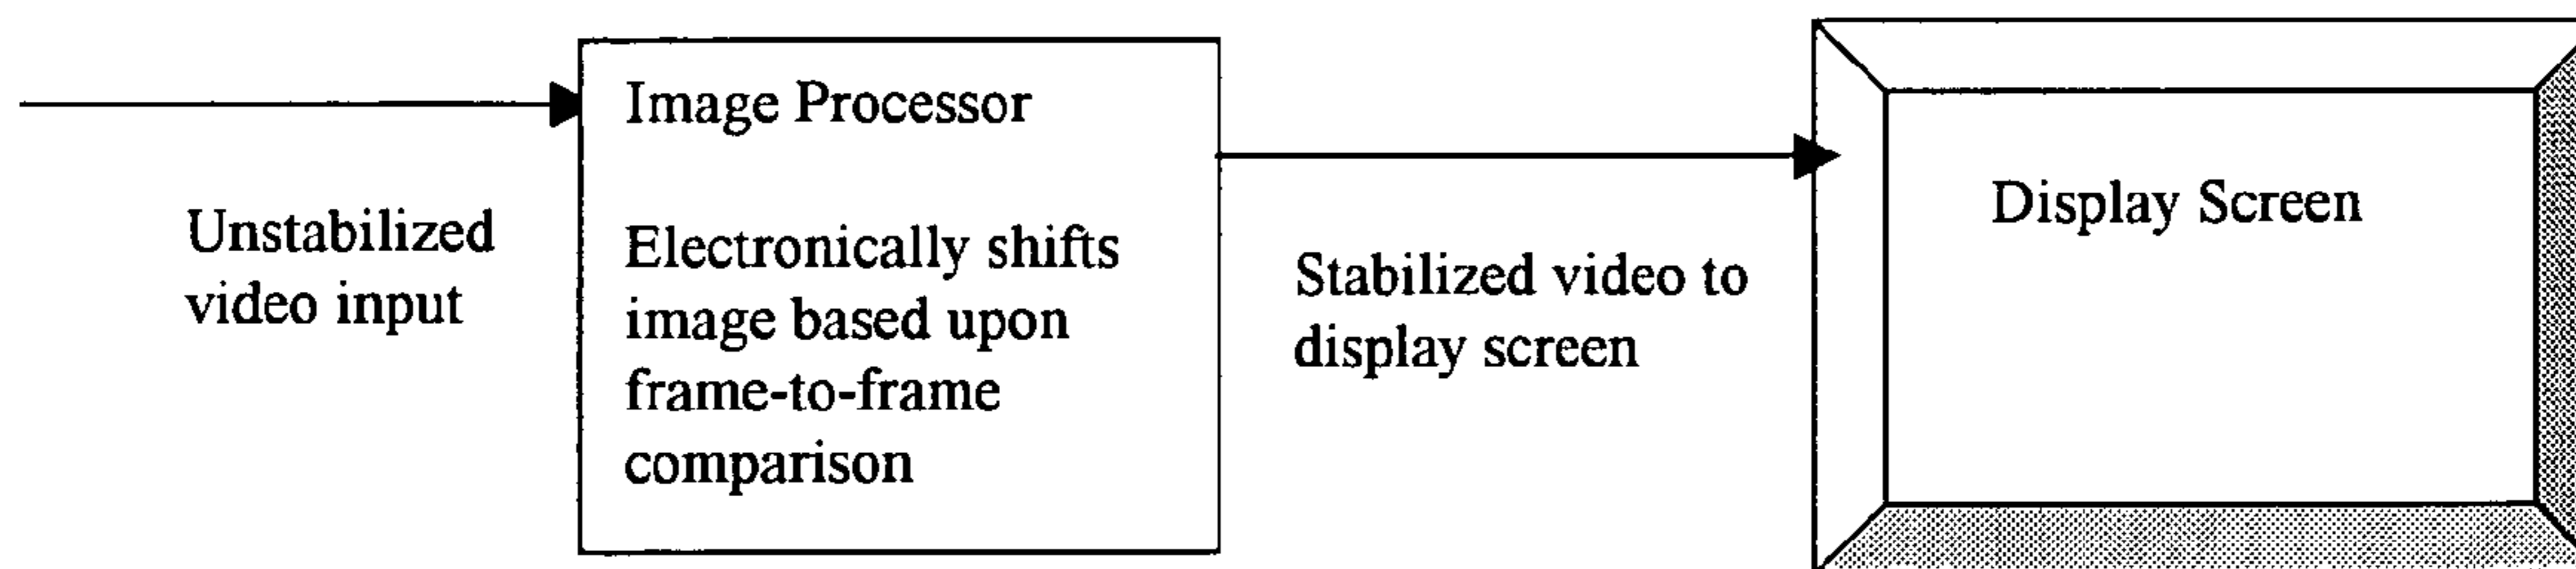 Unstabilized
video input
Image Processor
Electronically shifts
image based upon
frame-to-frame
comparison
Stabilized video to
display screen
Display Screen